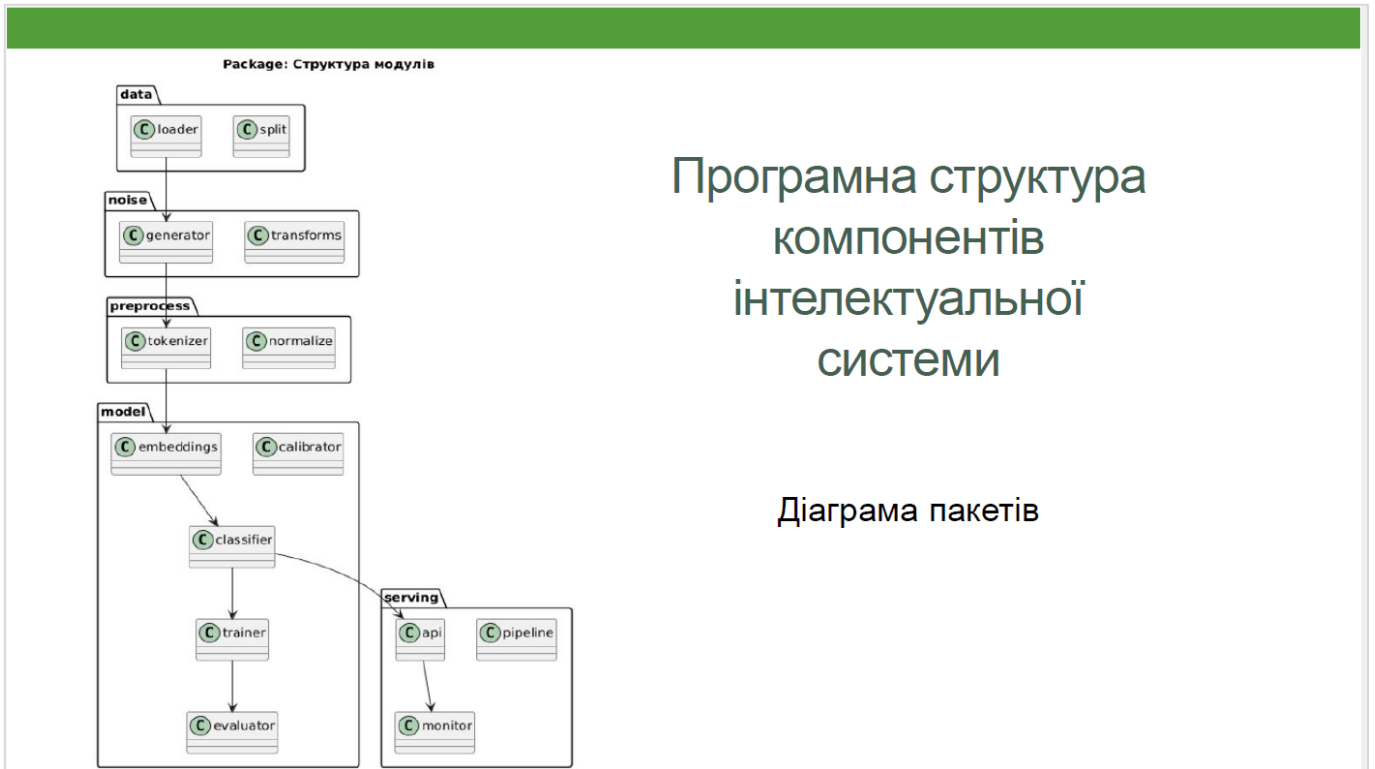 Package: Структура модулів
data
C loader
C split
noise
C generator
C transforms
preprocess
C tokenizer
C normalize
model
C embeddings
C calibrator
C classifier
C trainer
C evaluator
serving
C api
C pipeline
C monitor
Програмна структура
компонентів
інтелектуальної
системи
Діаграма пакетів